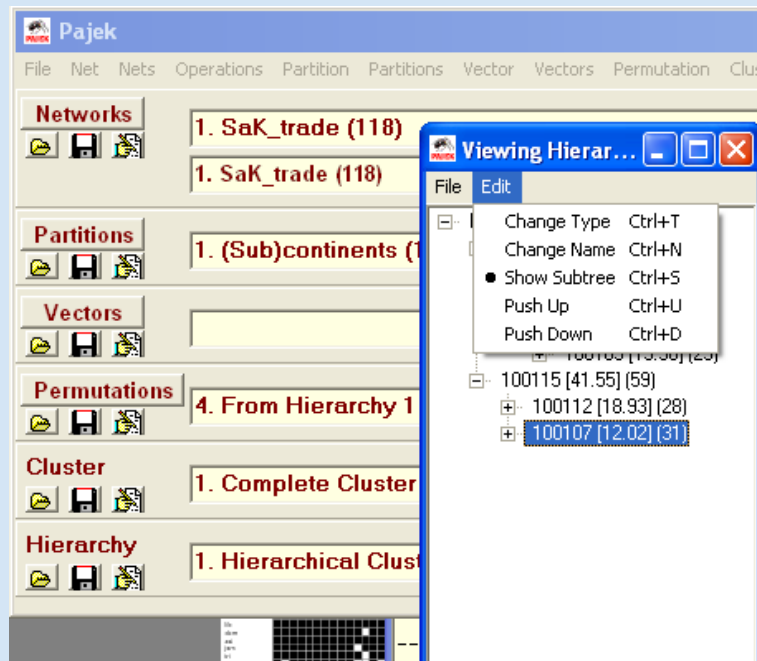 Pajek
File Net Nets Operations Partition Partitions Vector Vectors Permutation Clu
Networks
1. SaK_trade (118)
1. SaK_trade (118)
Partitions
1. (Sub)continents (1
Vectors
Permutations
4. From Hierarchy 1
Cluster
1. Complete Cluster
Hierarchy
1. Hierarchical Clust
Viewing Hierar...
File Edit
Change Type Ctrl+T
Change Name Ctrl+N
Show Subtree Ctrl+S
Push Up Ctrl+U
Push Down Ctrl+D
100115 [41.55] (59)
100112 [18.93] (28)
100107 [12.02] (31)